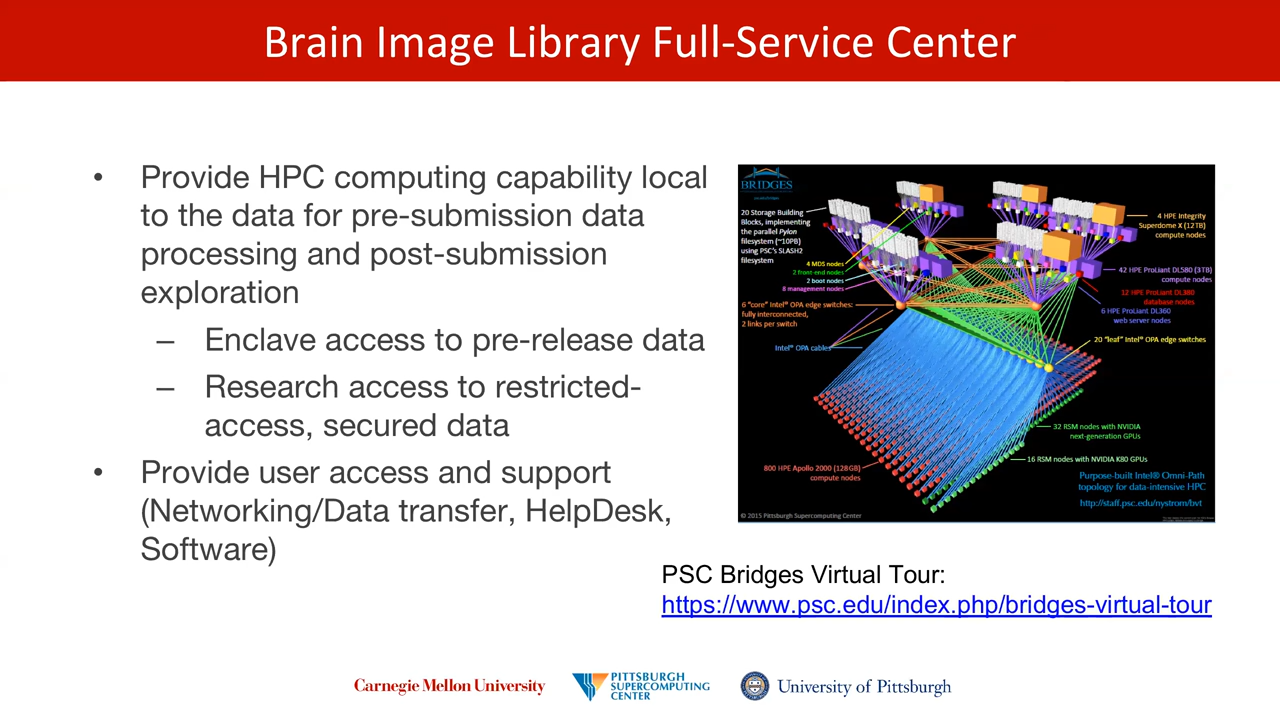 Brain Image Library Full-Service Center
• Provide HPC computing capability local
to the data for pre-submission data
processing and post-submission
exploration
– Enclave access to pre-release data
– Research access to restricted-
access, secured data
• Provide user access and support
(Networking/Data transfer, HelpDesk,
Software)
BRIDGES
20 Storage Building
Blocks, implementing
the parallel Pylon
filesystem (~10PB)
using PSC's SLASH2
filesystem
4 MDS nodes
2 front-end nodes
2 boot nodes
8 management nodes
6 "core" Intel® OPA edge switches:
fully interconnected,
2 links per switch
Intel® OPA cables
4 HPE Integrity
Superdome X (12TB)
compute nodes
42 HPE ProLiant DL580 (3TB)
compute nodes
12 HPE ProLiant DL380
database nodes
6 HPE ProLiant DL360
web server nodes
20 "leaf" Intel® OPA edge switches
32 RSM nodes with NVIDIA
next-generation GPUs
16 RSM nodes with NVIDIA K80 GPUs
800 HPE Apollo 2000 (128GB)
compute nodes
Purpose-built Intel® Omni-Path
topology for data-intensive HPC
http://staff.psc.edu/nystrom/bvt
© 2015 Pittsburgh Supercomputing Center
PSC Bridges Virtual Tour:
https://www.psc.edu/index.php/bridges-virtual-tour
Carnegie Mellon University
PITTSBURGH
SUPERCOMPUTING
CENTER
University of Pittsburgh